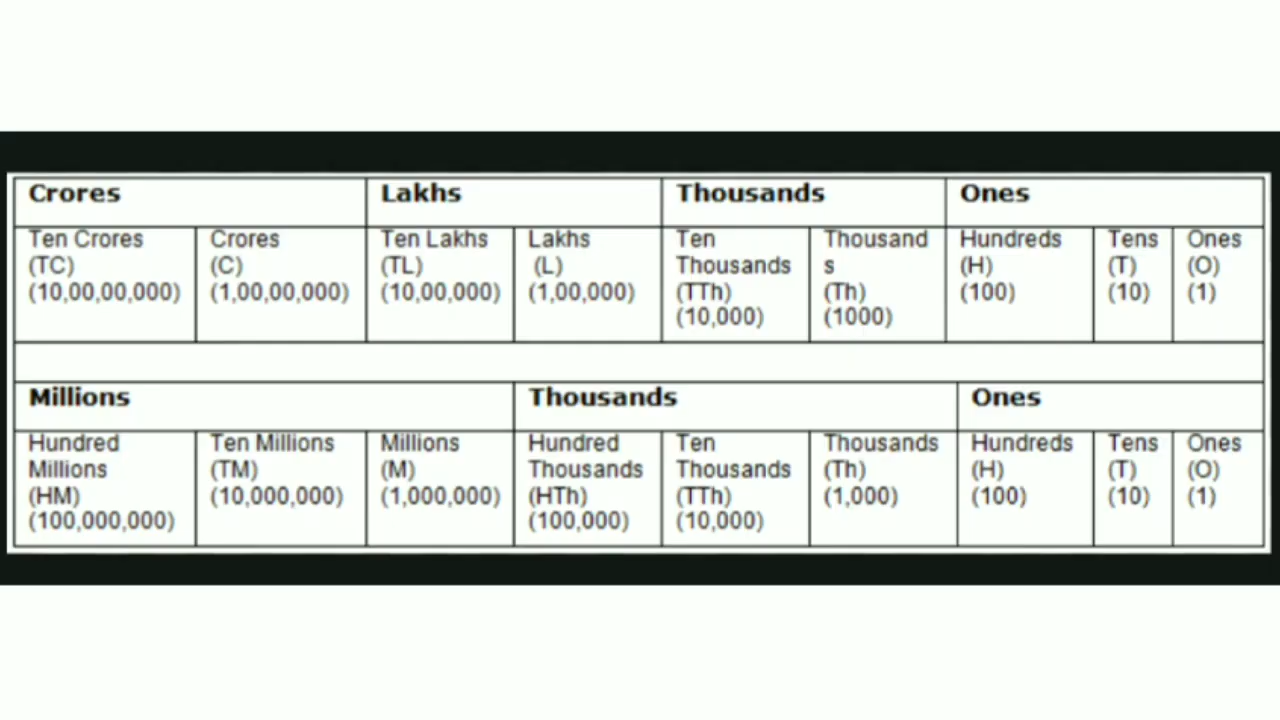 Crores Lakhs Thousands Ones
Ten Crores
(TC)
(10,00,00,000)
Crores
(C)
(1,00,00,000)
Ten Lakhs
(TL)
(10,00,000)
Lakhs
(L)
(1,00,000)
Ten
Thousands
(TTh)
(10,000)
Thousand
s
(Th)
(1000)
Hundreds
(H)
(100)
Tens
(T)
(10)
Ones
(O)
(1)
Millions Thousands Ones
Hundred
Millions
(HM)
(100,000,000)
Ten Millions
(TM)
(10,000,000)
Millions
(M)
(1,000,000)
Hundred
Thousands
(HTh)
(100,000)
Ten
Thousands
(TTh)
(10,000)
Thousands
(Th)
(1,000)
Hundreds
(H)
(100)
Tens
(T)
(10)
Ones
(O)
(1)